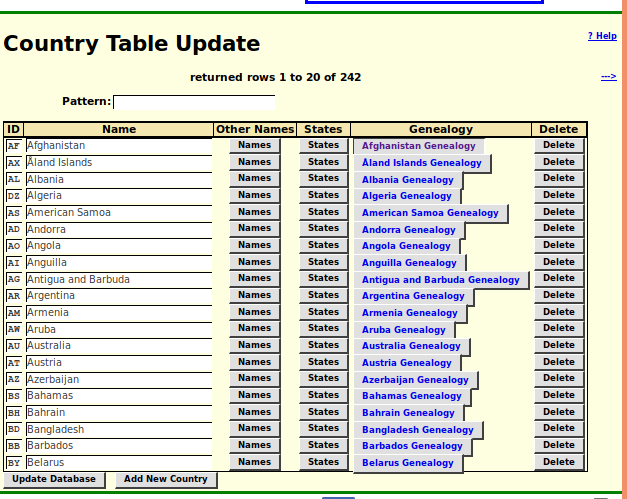 Country Table Update ? Help
returned rows 1 to 20 of 242 --->
Pattern:
ID Name Other Names States Genealogy Delete
AF Afghanistan Names States Afghanistan Genealogy Delete
AX Åland Islands Names States Åland Islands Genealogy Delete
AL Albania Names States Albania Genealogy Delete
DZ Algeria Names States Algeria Genealogy Delete
AS American Samoa Names States American Samoa Genealogy Delete
AD Andorra Names States Andorra Genealogy Delete
AO Angola Names States Angola Genealogy Delete
AI Anguilla Names States Anguilla Genealogy Delete
AG Antigua and Barbuda Names States Antigua and Barbuda Genealogy Delete
AR Argentina Names States Argentina Genealogy Delete
AM Armenia Names States Armenia Genealogy Delete
AW Aruba Names States Aruba Genealogy Delete
AU Australia Names States Australia Genealogy Delete
AT Austria Names States Austria Genealogy Delete
AZ Azerbaijan Names States Azerbaijan Genealogy Delete
BS Bahamas Names States Bahamas Genealogy Delete
BH Bahrain Names States Bahrain Genealogy Delete
BD Bangladesh Names States Bangladesh Genealogy Delete
BB Barbados Names States Barbados Genealogy Delete
BY Belarus Names States Belarus Genealogy Delete
Update Database Add New Country